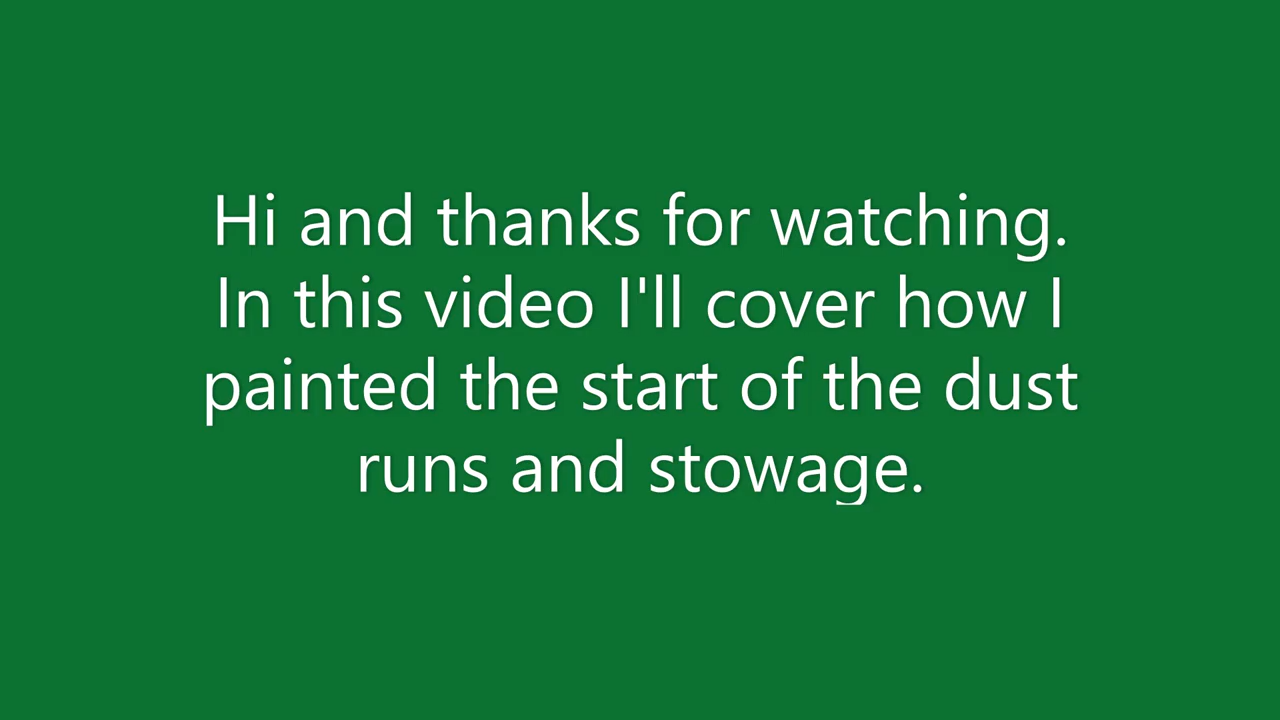 Hi and thanks for watching.
In this video I'll cover how I
painted the start of the dust
runs and stowage.